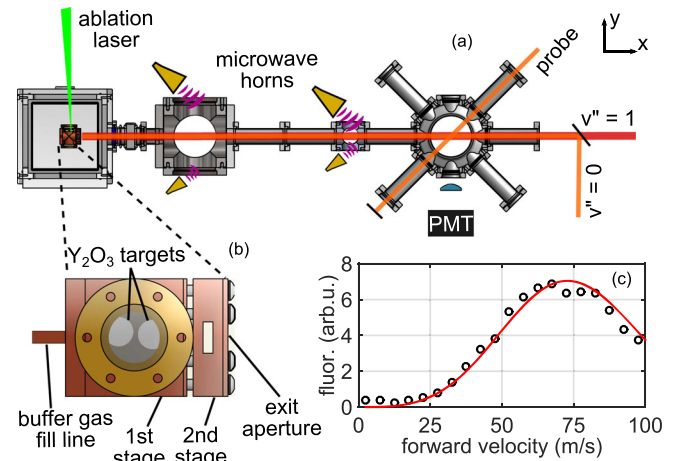 ablation
laser
microwave
horns
(a)
probe
y
x
v" = 1
v" = 0
PMT
(b)
Y₂O₃ targets
buffer gas
fill line
1st
stage
2nd
stage
exit
aperture
(c)
fluor. (arb.u.)
8
6
4
2
0
0 25 50 75 100
forward velocity (m/s)